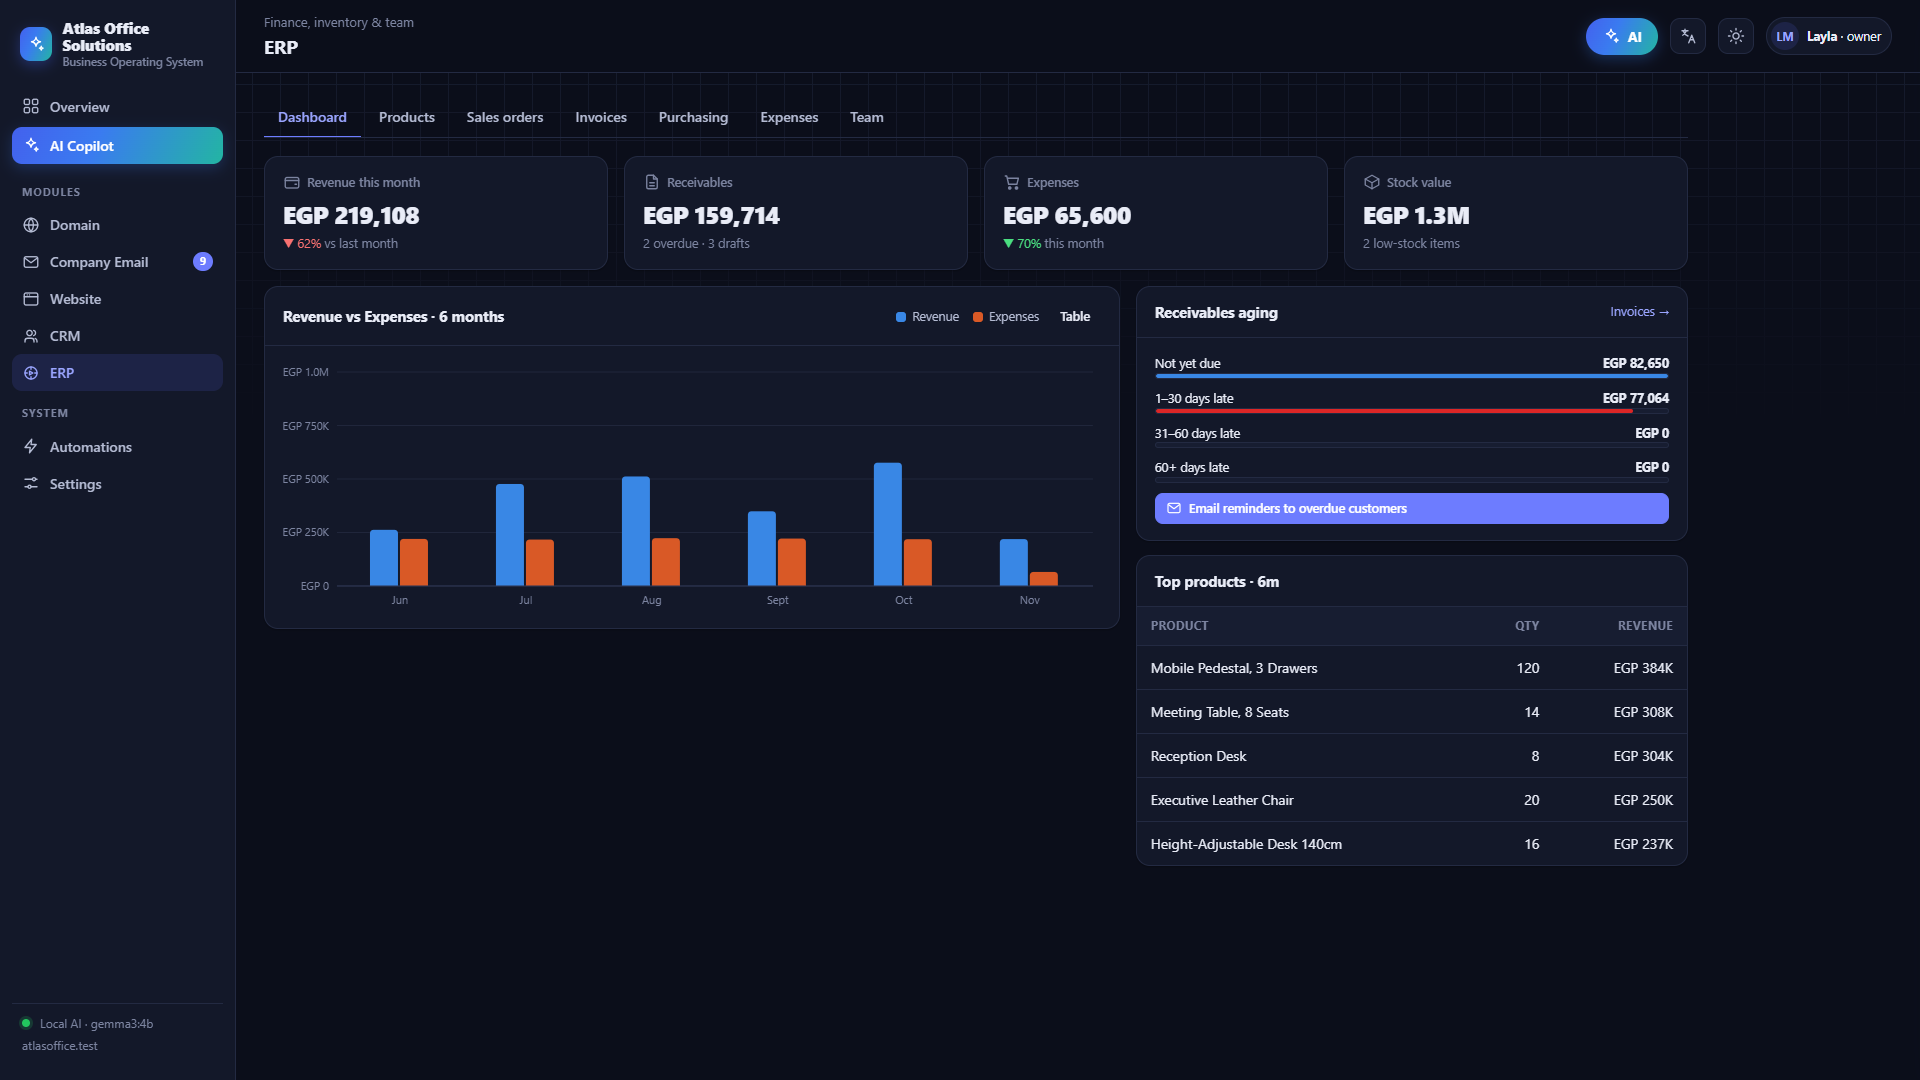 Atlas Office
Solutions
Business Operating System
Overview
AI Copilot
MODULES
Domain
Company Email 9
Website
CRM
ERP
SYSTEM
Automations
Settings
Local AI · gemma3:4b
atlasoffice.test
Finance, inventory & team
ERP
AI
LM Layla · owner
Dashboard Products Sales orders Invoices Purchasing Expenses Team
Revenue this month
EGP 219,108
▼ 62% vs last month
Receivables
EGP 159,714
2 overdue · 3 drafts
Expenses
EGP 65,600
▼ 70% this month
Stock value
EGP 1.3M
2 low-stock items
Revenue vs Expenses · 6 months
Revenue Expenses Table
EGP 1.0M
EGP 750K
EGP 500K
EGP 250K
EGP 0
Jun Jul Aug Sept Oct Nov
Receivables aging Invoices →
Not yet due EGP 82,650
1–30 days late EGP 77,064
31–60 days late EGP 0
60+ days late EGP 0
Email reminders to overdue customers
Top products · 6m
PRODUCT QTY REVENUE
Mobile Pedestal, 3 Drawers 120 EGP 384K
Meeting Table, 8 Seats 14 EGP 308K
Reception Desk 8 EGP 304K
Executive Leather Chair 20 EGP 250K
Height-Adjustable Desk 140cm 16 EGP 237K